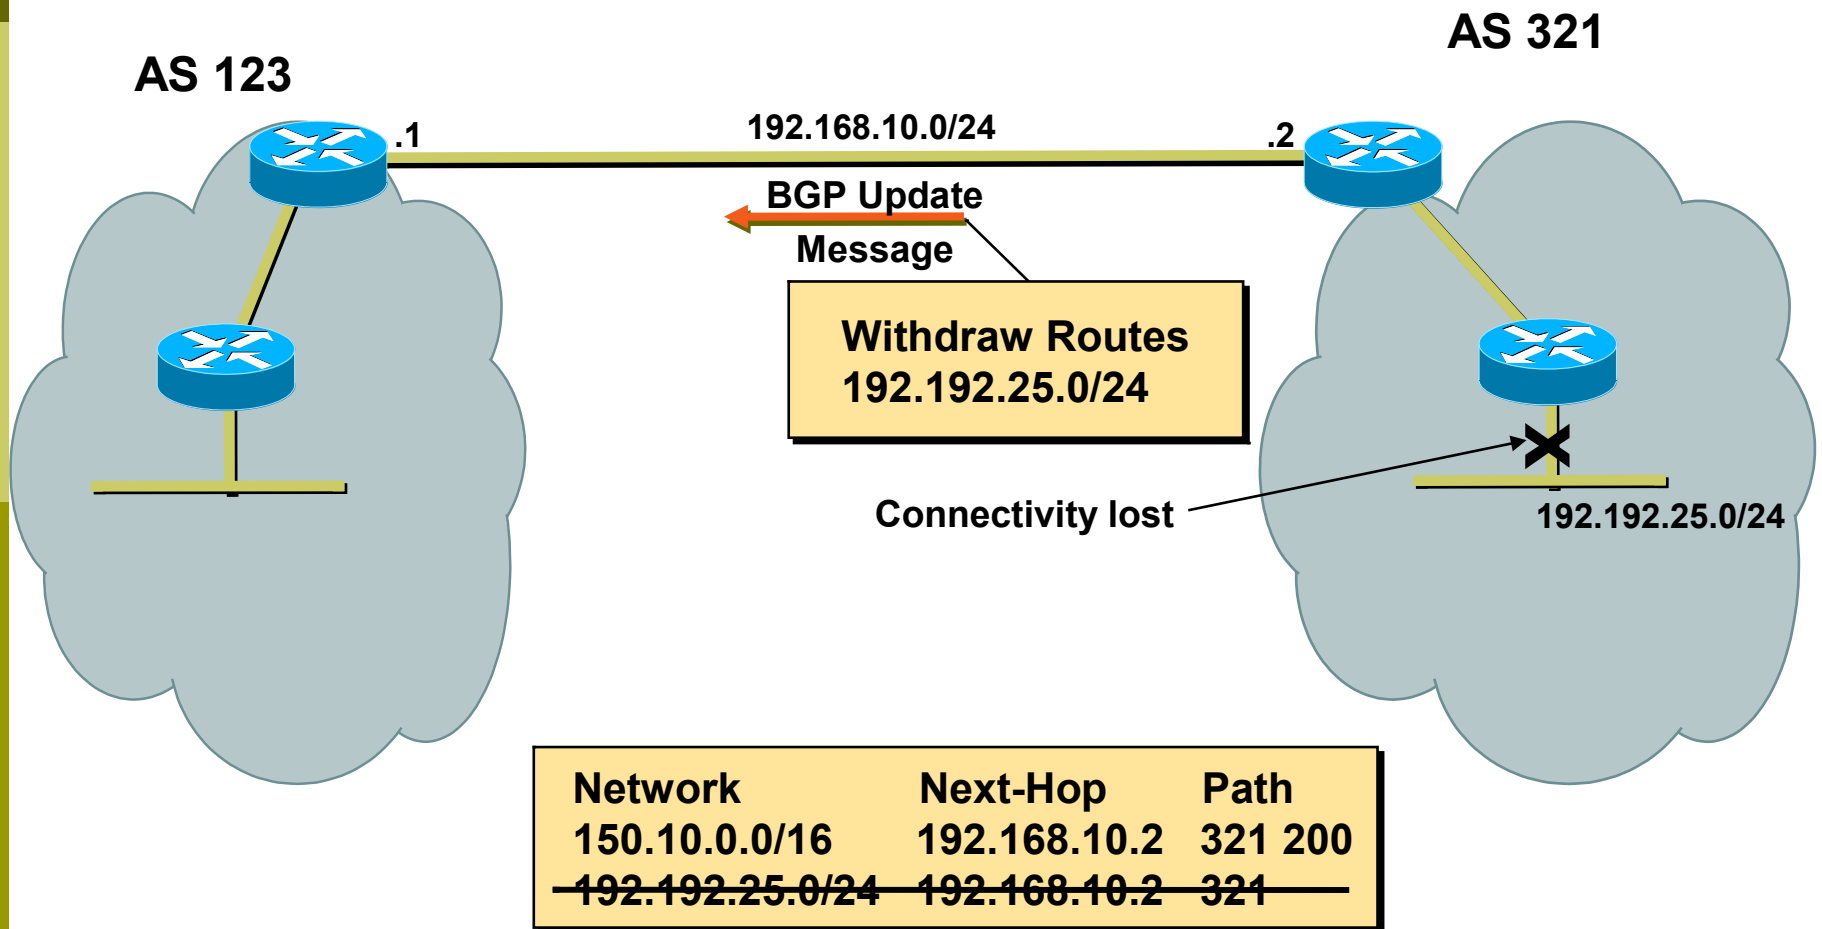 AS 321
AS 123
.1
192.168.10.0/24
.2
BGP Update
Message
Withdraw Routes
192.192.25.0/24
Connectivity lost
192.192.25.0/24
Network Next-Hop Path
150.10.0.0/16 192.168.10.2 321 200
192.192.25.0/24 192.168.10.2 321